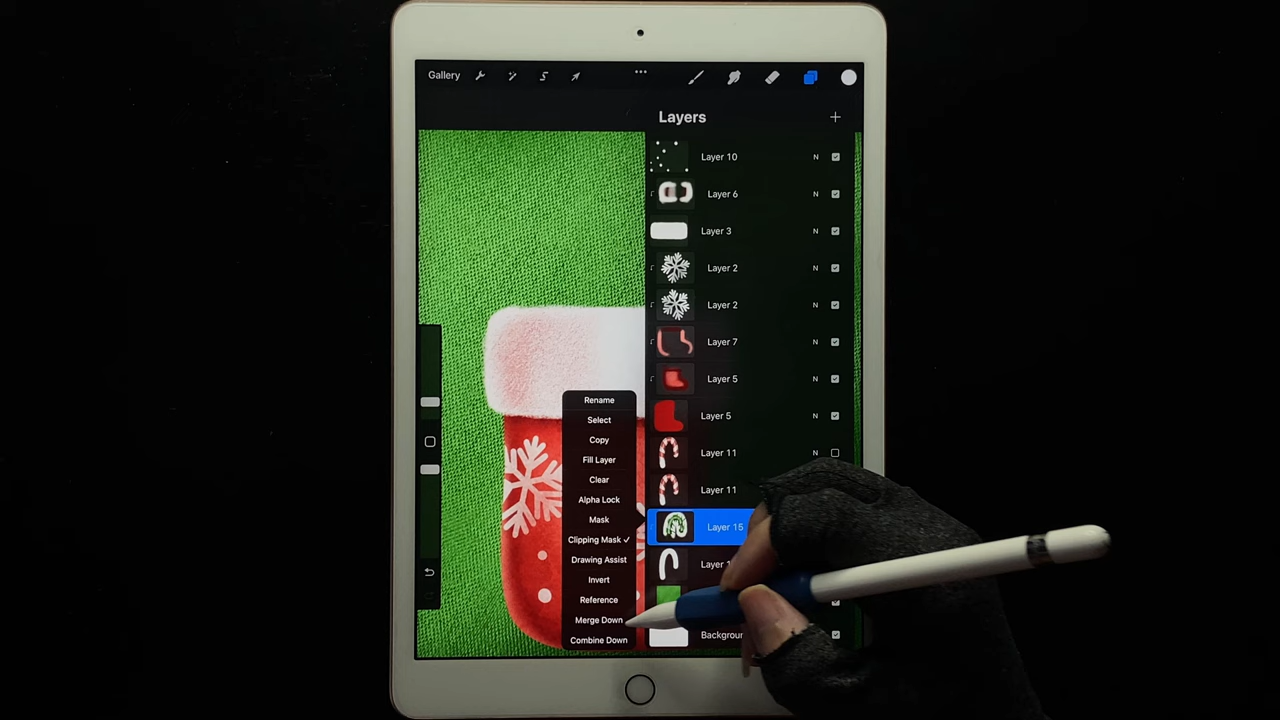 Gallery
Layers
Layer 10 N
Layer 6 N
Layer 3 N
Layer 2 N
Layer 2 N
Layer 7 N
Layer 5 N
Layer 5 N
Layer 11 N
Layer 11
Layer 15
Layer
Background
Rename
Select
Copy
Fill Layer
Clear
Alpha Lock
Mask
Clipping Mask
Drawing Assist
Invert
Reference
Merge Down
Combine Down